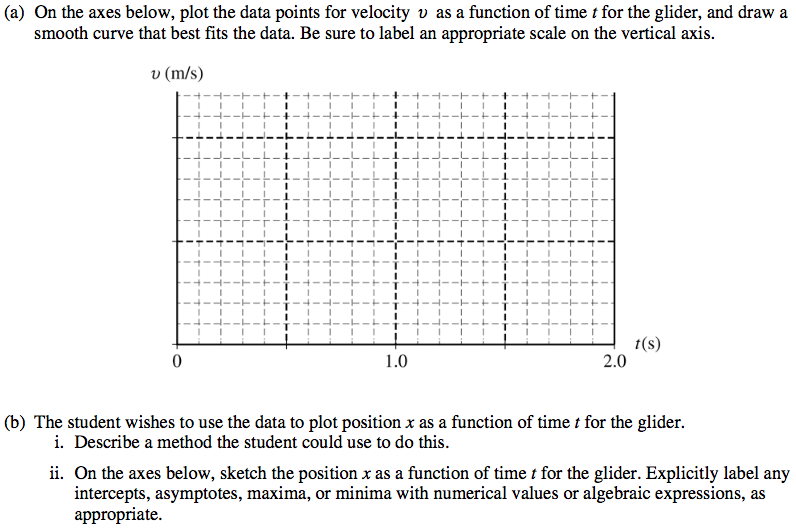 (a) On the axes below, plot the data points for velocity v as a function of time t for the glider, and draw a
smooth curve that best fits the data. Be sure to label an appropriate scale on the vertical axis.
v (m/s)
t(s)
0 1.0 2.0
(b) The student wishes to use the data to plot position x as a function of time t for the glider.
i. Describe a method the student could use to do this.
ii. On the axes below, sketch the position x as a function of time t for the glider. Explicitly label any
intercepts, asymptotes, maxima, or minima with numerical values or algebraic expressions, as
appropriate.